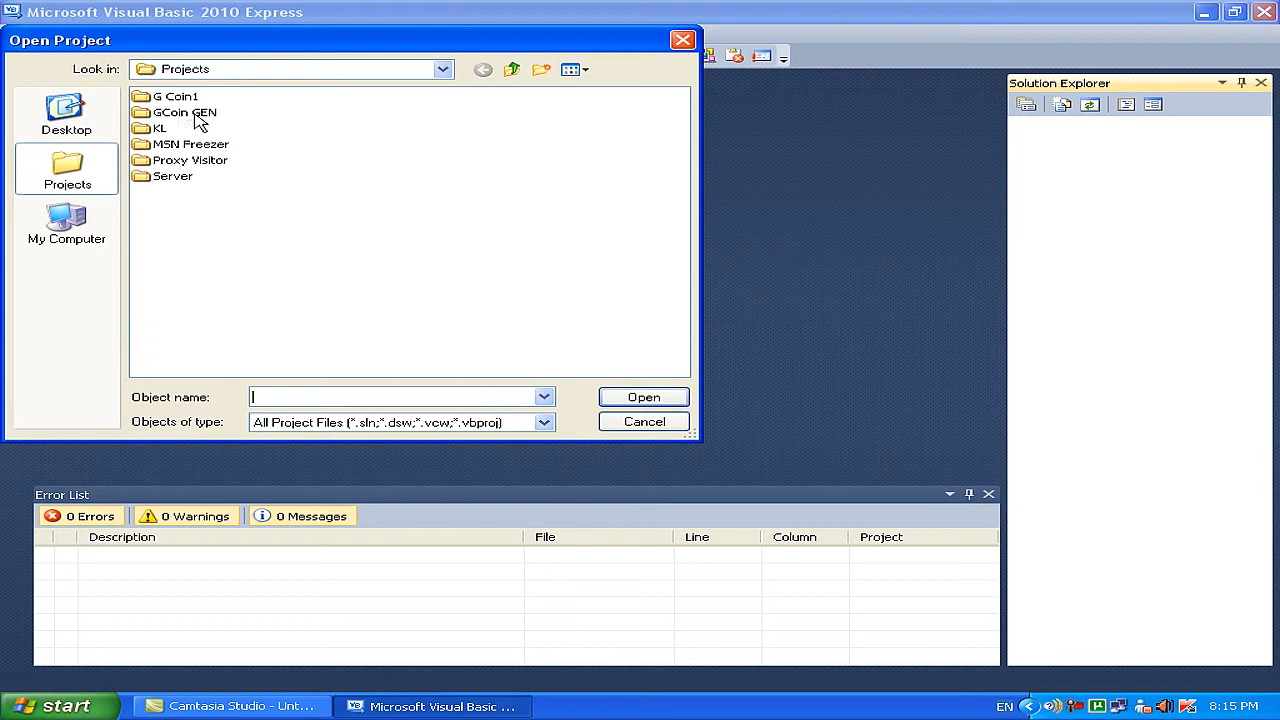 Microsoft Visual Basic 2010 Express
Open Project
Look in: Projects
Desktop
Projects
My Computer
G Coin1
GCoin GEN
KL
MSN Freezer
Proxy Visitor
Server
Object name:
Open
Objects of type: All Project Files (*.sln;*.dsw;*.vcw;*.vbproj)
Cancel
Solution Explorer
Error List
0 Errors
0 Warnings
0 Messages
Description File Line Column Project
start
Camtasia Studio - Unt...
Microsoft Visual Basic ...
EN
8:15 PM